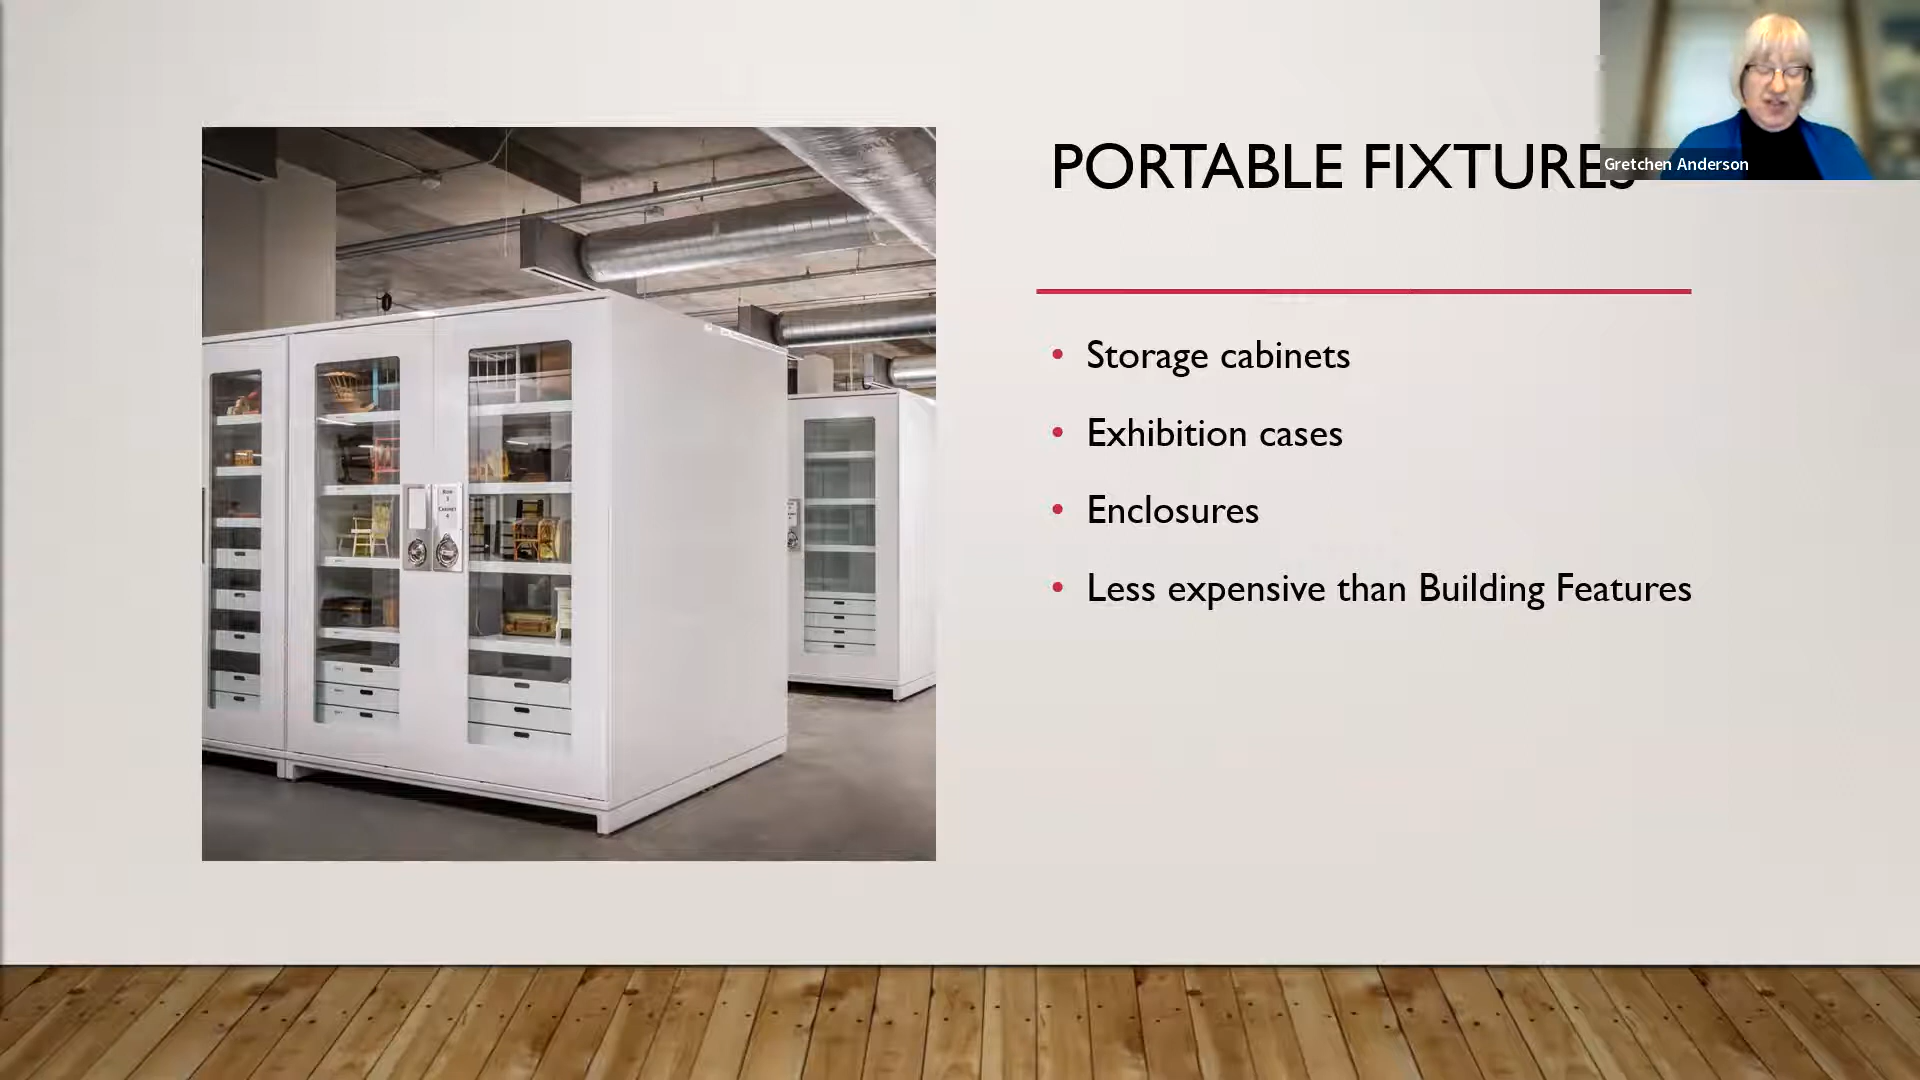 PORTABLE FIXTURES
Gretchen Anderson
Storage cabinets
Exhibition cases
Enclosures
Less expensive than Building Features